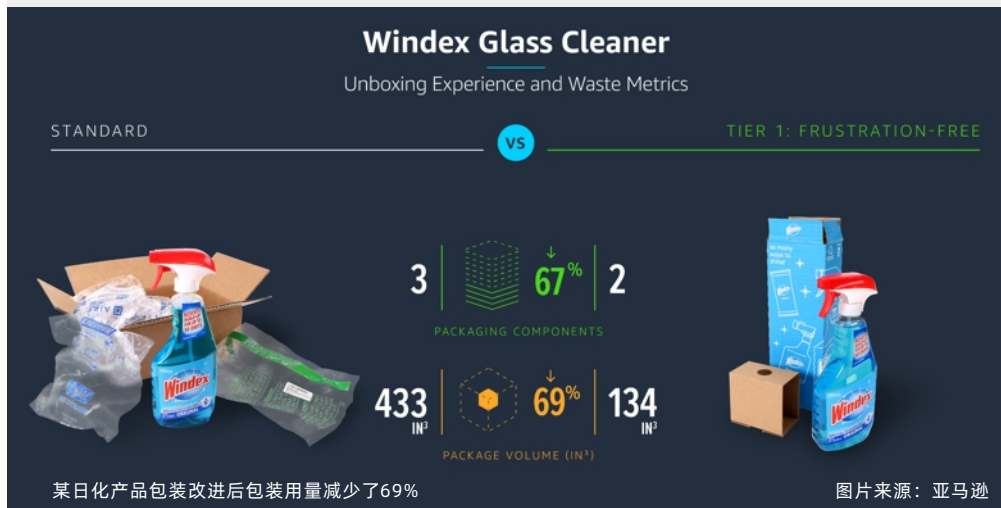 Windex Glass Cleaner
Unboxing Experience and Waste Metrics
STANDARD
VS
TIER 1: FRUSTRATION-FREE
3
↓
67%
2
PACKAGING COMPONENTS
433
IN³
↓
69%
134
IN³
PACKAGE VOLUME (IN³)
Windex
Windex
某日化产品包装改进后包装用量减少了69%
图片来源：亚马逊